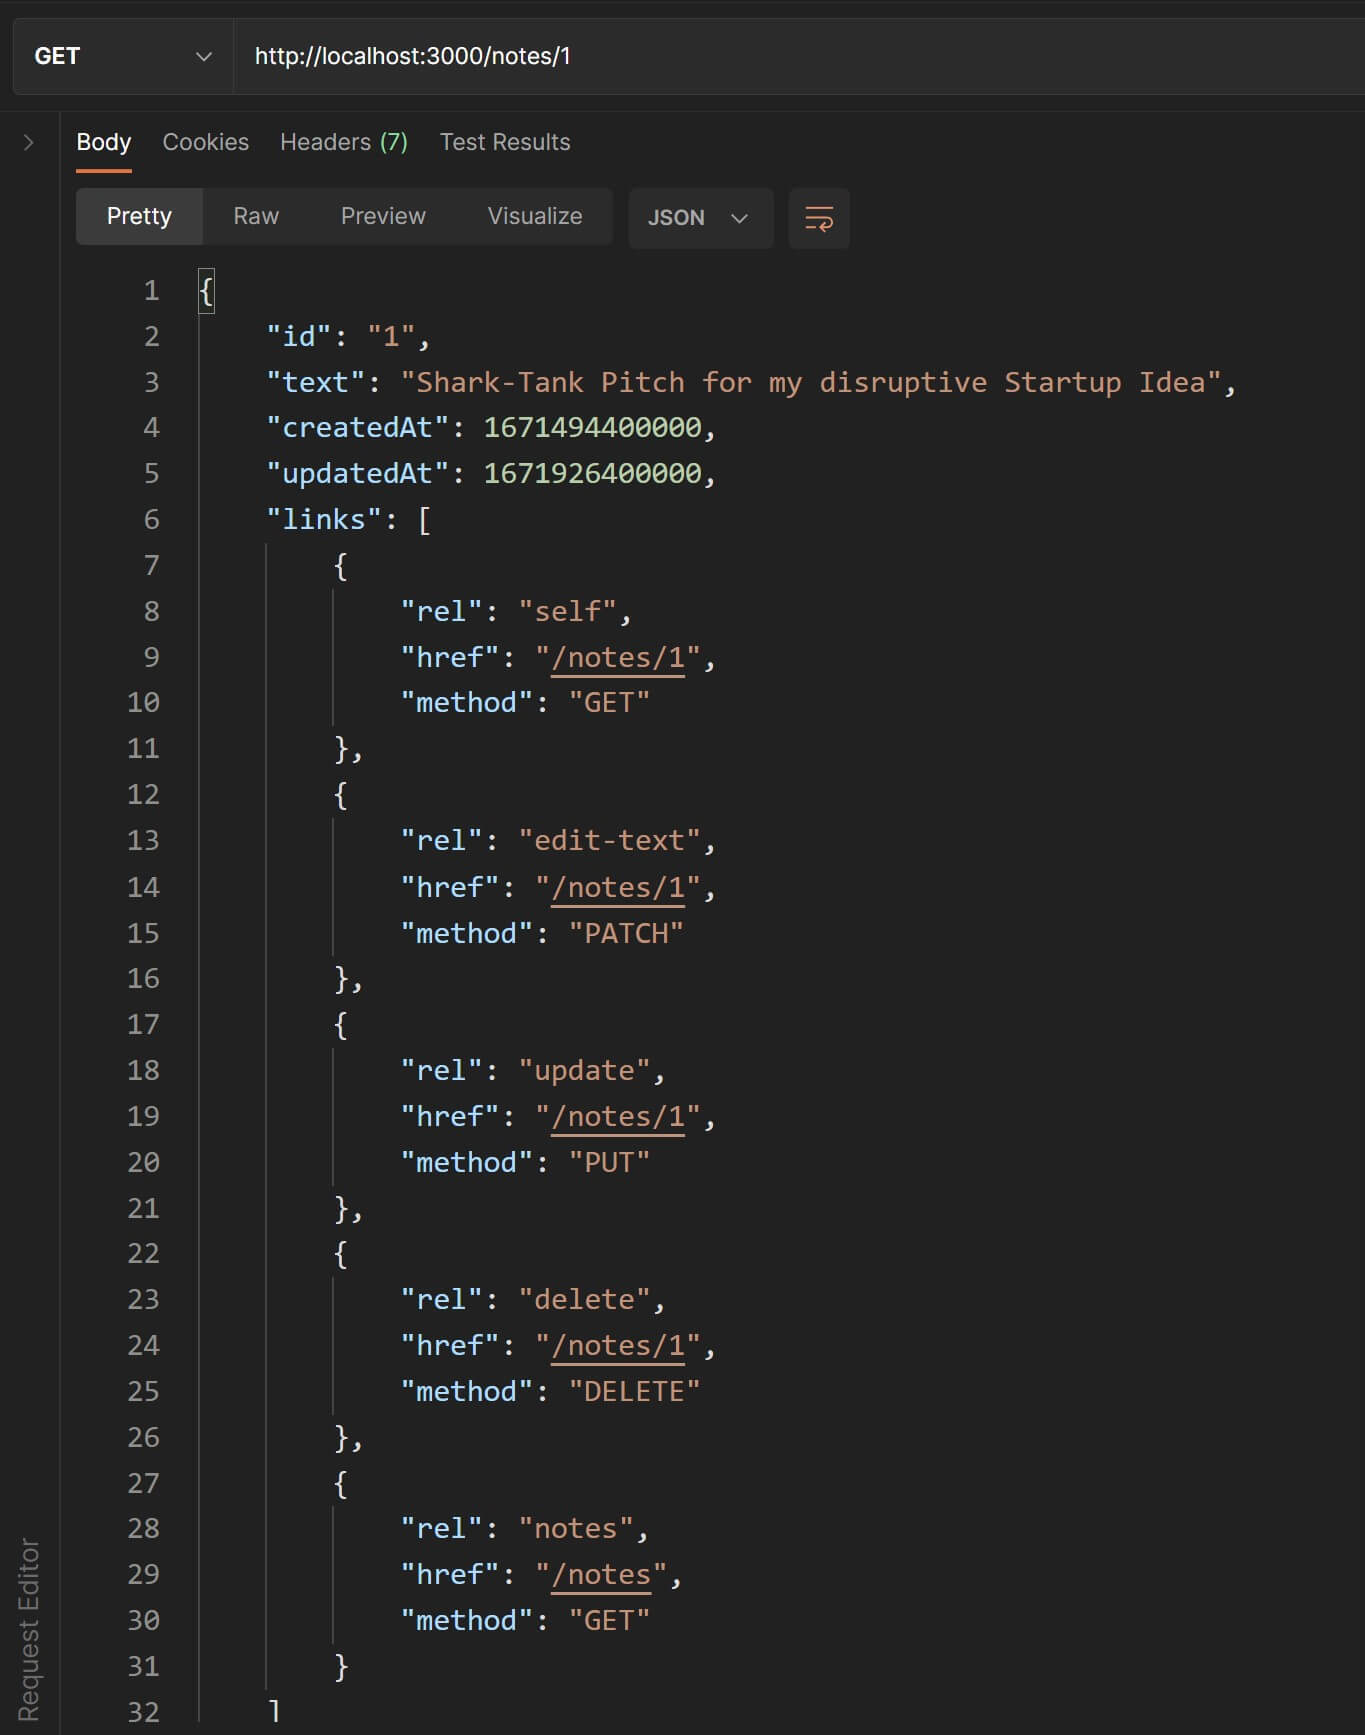 GET http://localhost:3000/notes/1
Body Cookies Headers (7) Test Results
Pretty Raw Preview Visualize JSON
1 {
2 "id": "1",
3 "text": "Shark-Tank Pitch for my disruptive Startup Idea",
4 "createdAt": 1671494400000,
5 "updatedAt": 1671926400000,
6 "links": [
7 {
8 "rel": "self",
9 "href": "/notes/1",
10 "method": "GET"
11 },
12 {
13 "rel": "edit-text",
14 "href": "/notes/1",
15 "method": "PATCH"
16 },
17 {
18 "rel": "update",
19 "href": "/notes/1",
20 "method": "PUT"
21 },
22 {
23 "rel": "delete",
24 "href": "/notes/1",
25 "method": "DELETE"
26 },
27 {
28 "rel": "notes",
29 "href": "/notes",
30 "method": "GET"
31 }
32 ]
Request Editor